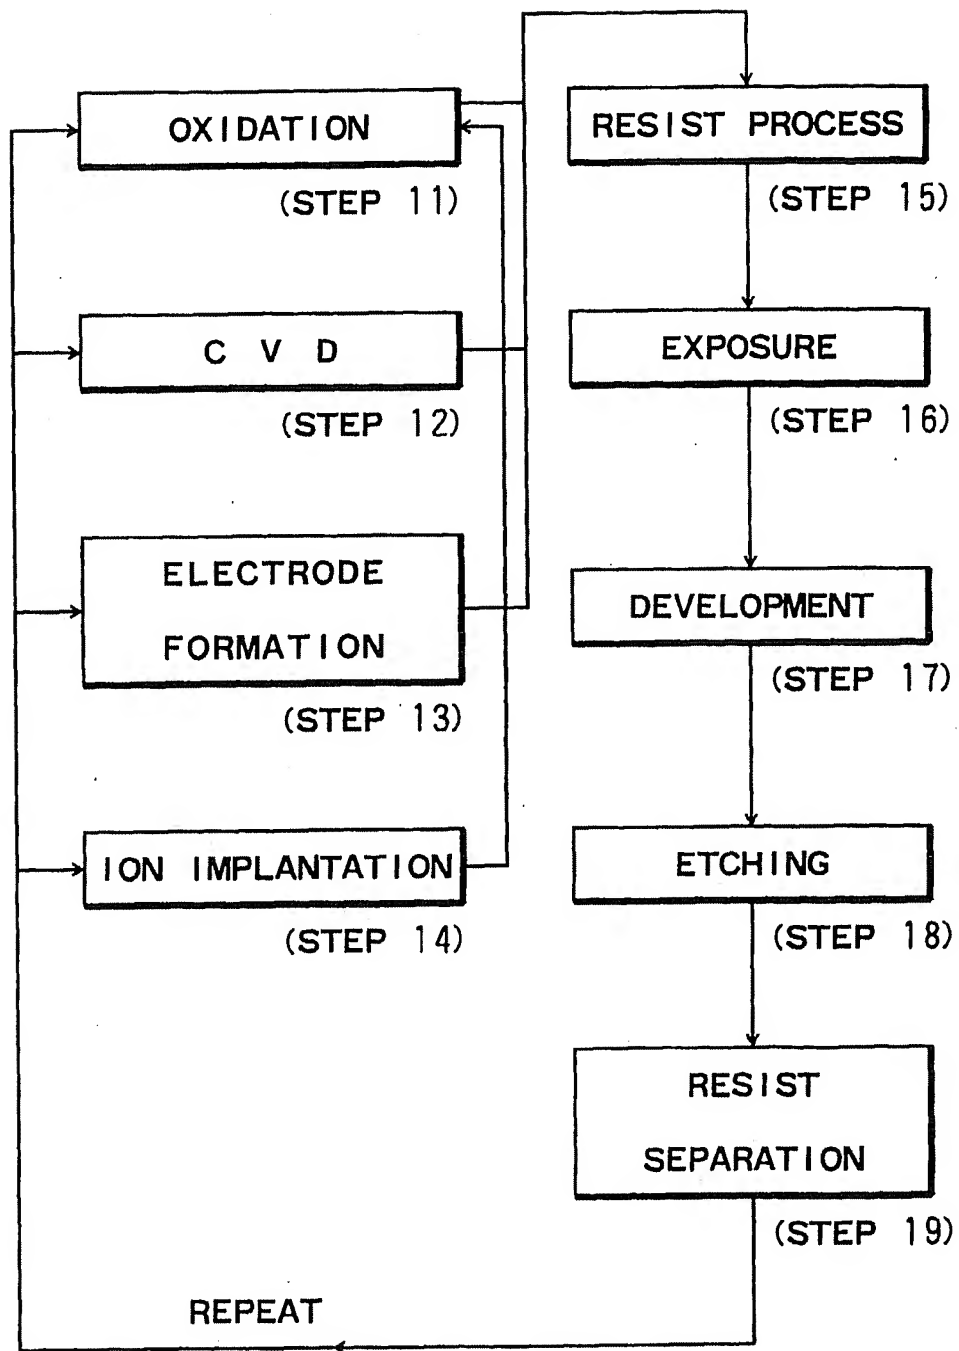 OXIDATION
(STEP 11)
C V D
(STEP 12)
ELECTRODE
FORMATION
(STEP 13)
ION IMPLANTATION
(STEP 14)
RESIST PROCESS
(STEP 15)
EXPOSURE
(STEP 16)
DEVELOPMENT
(STEP 17)
ETCHING
(STEP 18)
RESIST
SEPARATION
(STEP 19)
REPEAT